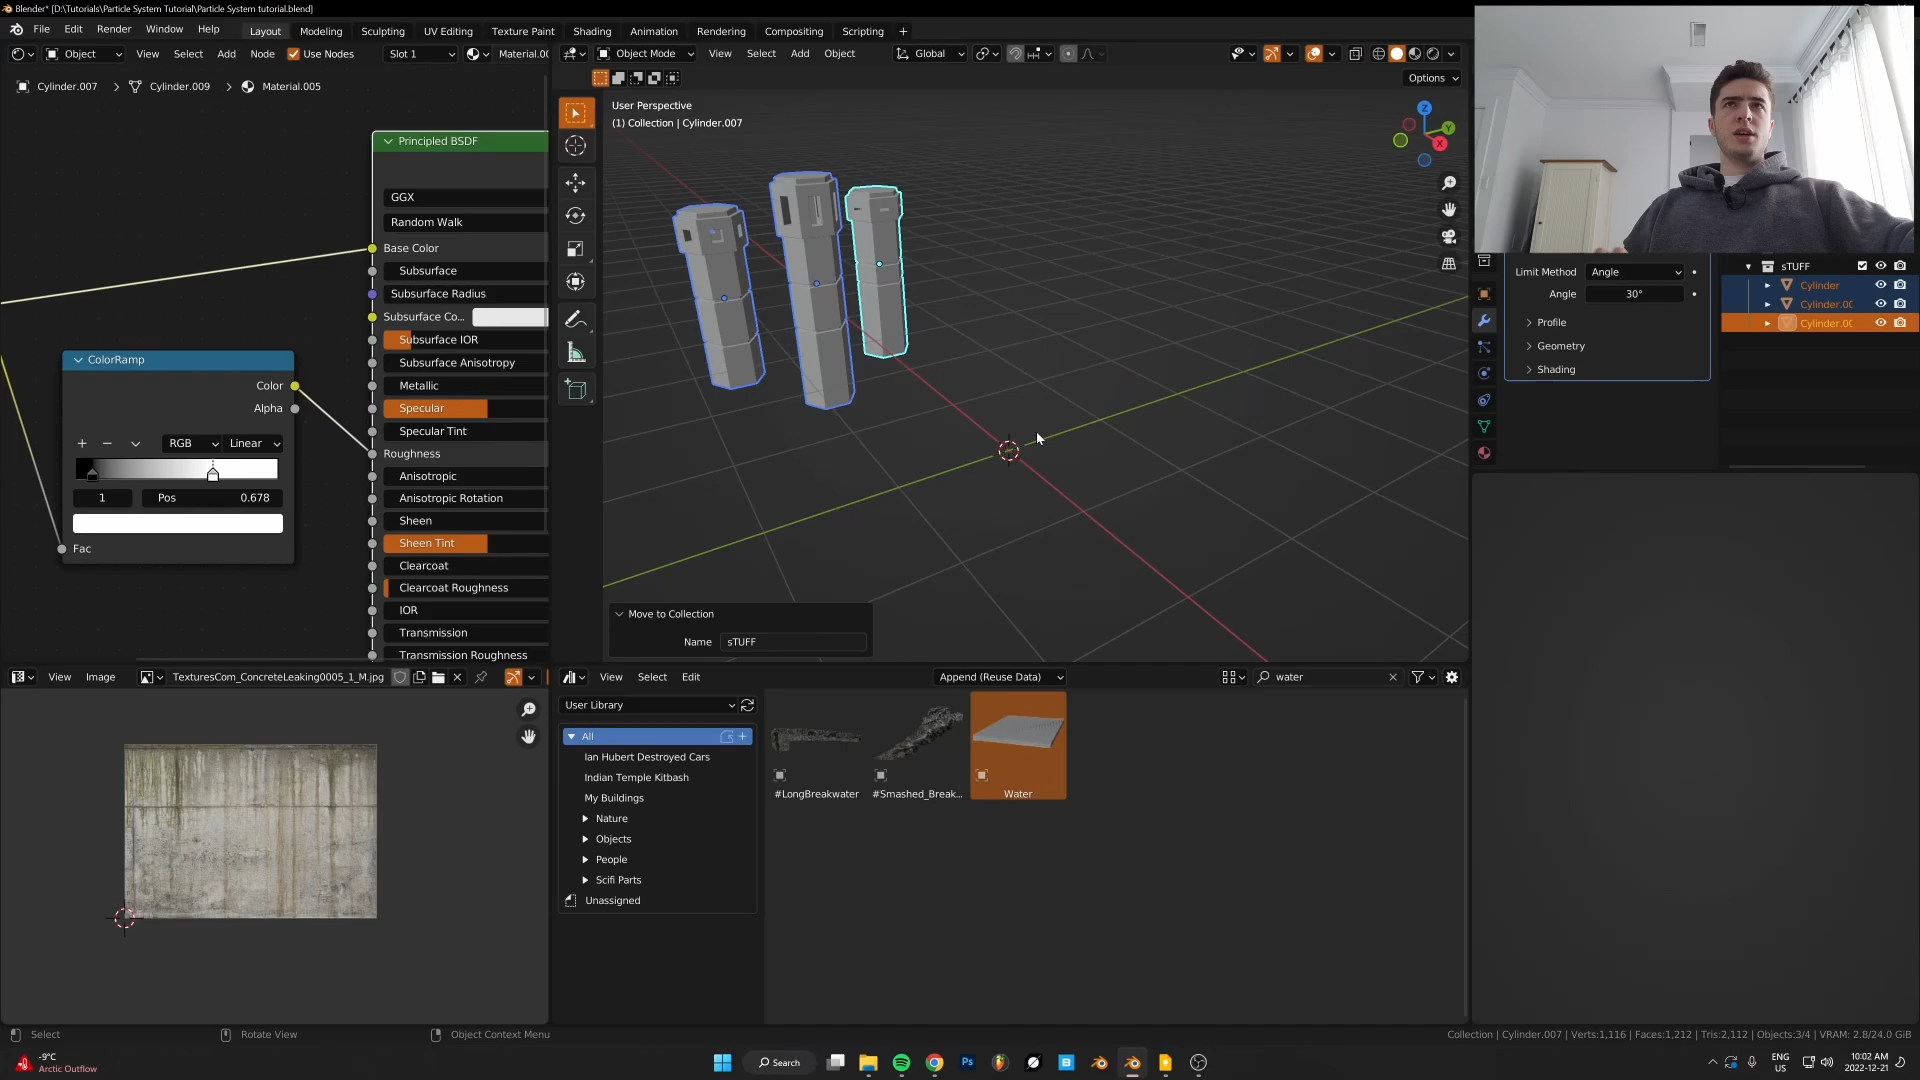 Blender* [D:\Tutorials\Particle System Tutorial\Particle System tutorial.blend]
File Edit Render Window Help Layout Modeling Sculpting UV Editing Texture Paint Shading Animation Rendering Compositing Scripting
Object View Select Add Node Use Nodes Slot 1 Material.00
Object Mode View Select Add Object Global
Options
Cylinder.007 > Cylinder.009 > Material.005
User Perspective
(1) Collection | Cylinder.007
Z
Y
X
Principled BSDF
GGX
Random Walk
Base Color
Subsurface
Subsurface Radius
Subsurface Co...
Subsurface IOR
Subsurface Anisotropy
Metallic
Specular
Specular Tint
Roughness
Anisotropic
Anisotropic Rotation
Sheen
Sheen Tint
Clearcoat
Clearcoat Roughness
IOR
Transmission
Transmission Roughness
ColorRamp
Color
Alpha
RGB Linear
1 Pos 0.678
Fac
Limit Method Angle
Angle 30°
Profile
Geometry
Shading
sTUFF
Cylinder
Cylinder.00
Cylinder.00
Move to Collection
Name sTUFF
View Image TexturesCom_ConcreteLeaking0005_1_M.jpg
View Select Edit Append (Reuse Data) water
User Library
All
Ian Hubert Destroyed Cars
Indian Temple Kitbash
My Buildings
Nature
Objects
People
Scifi Parts
Unassigned
#LongBreakwater
#Smashed_Break...
Water
Select Rotate View Object Context Menu
Collection | Cylinder.007 | Verts:1,116 | Faces:1,212 | Tris:2,112 | Objects:3/4 | VRAM: 2.8/24.0 GiB
-9°C
Arctic Outflow
Search
Ps
ENG
US
10:02 AM
2022-12-21